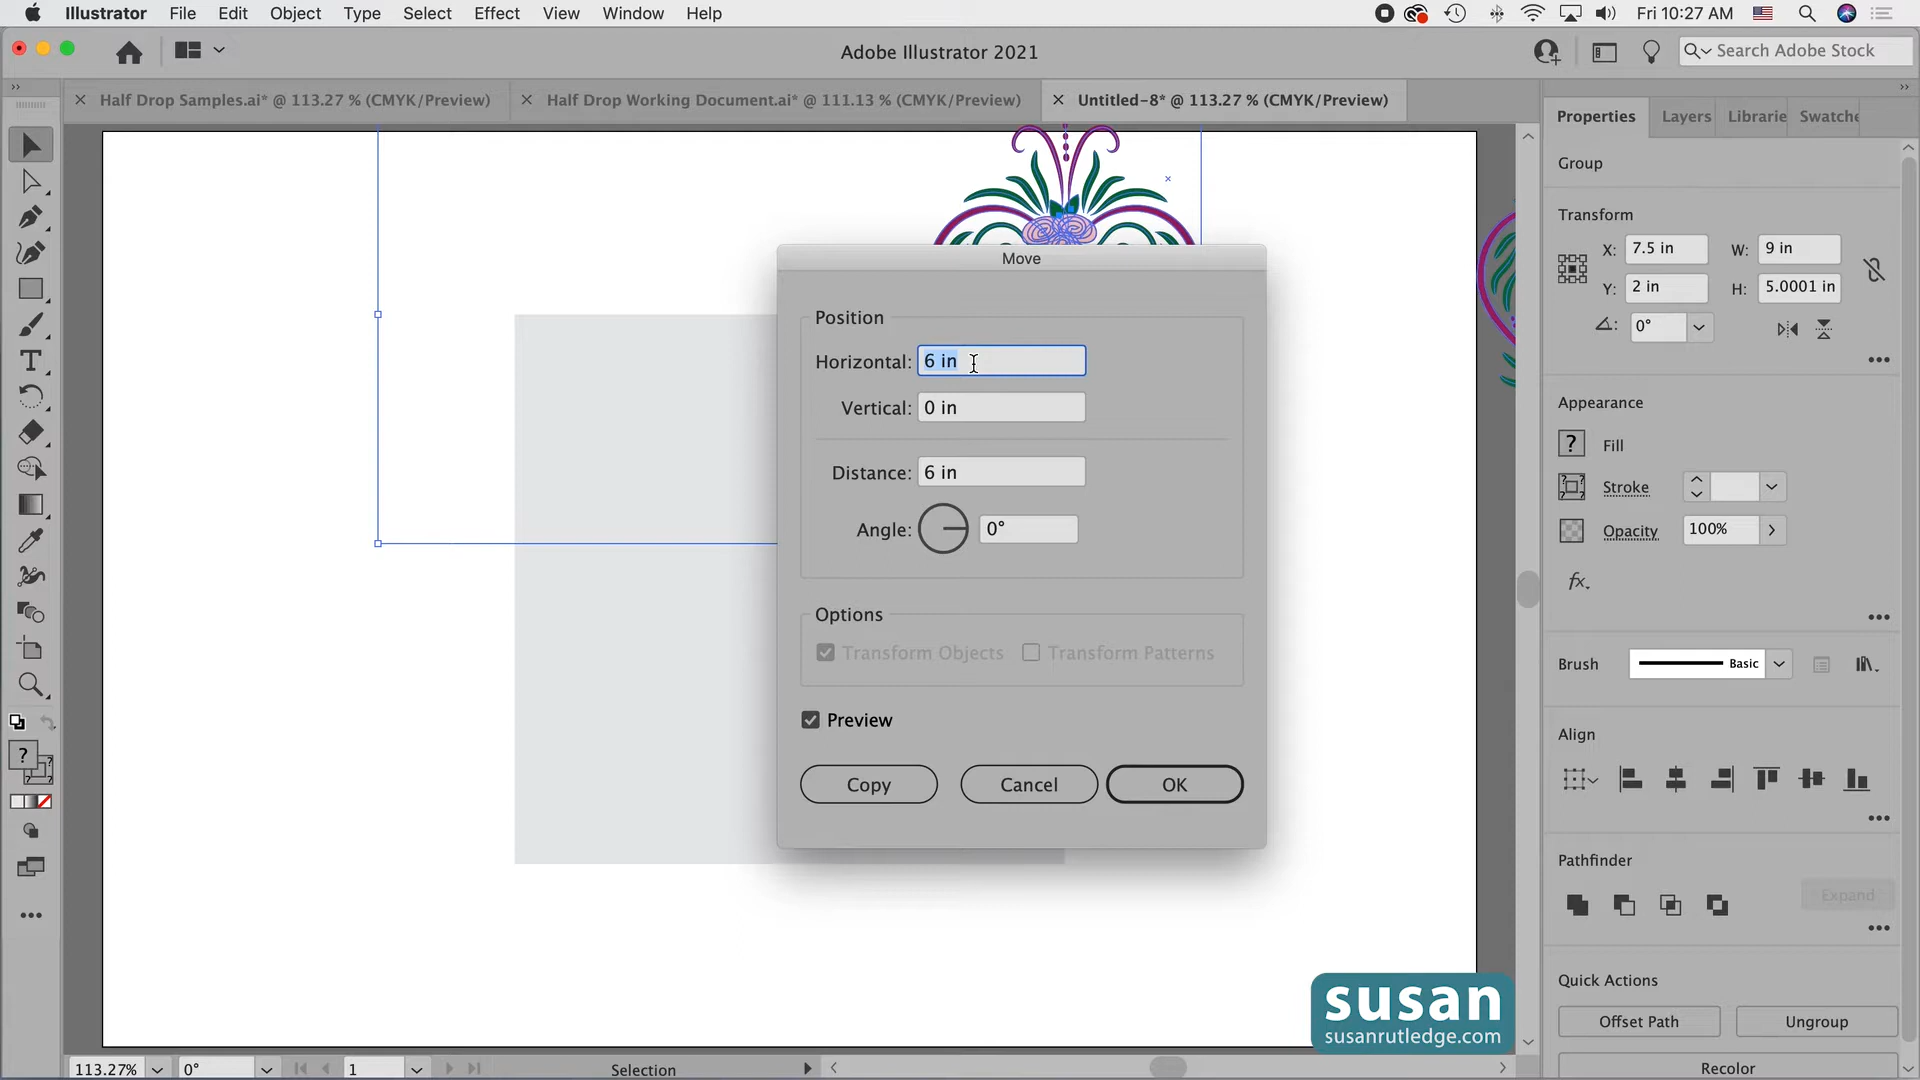 Illustrator File Edit Object Type Select Effect View Window Help
Fri 10:27 AM
Adobe Illustrator 2021
Search Adobe Stock
Half Drop Samples.ai* @ 113.27 % (CMYK/Preview)
Half Drop Working Document.ai* @ 111.13 % (CMYK/Preview)
Untitled-8* @ 113.27 % (CMYK/Preview)
Properties Layers Librarie Swatche
Group
Transform
X: 7.5 in W: 9 in
Y: 2 in H: 5.0001 in
0°
Appearance
? Fill
Stroke
Opacity 100%
fx.
Brush Basic
Align
Pathfinder
Expand
Quick Actions
Offset Path Ungroup
Recolor
Move
Position
Horizontal: 6 in
Vertical: 0 in
Distance: 6 in
Angle: 0°
Options
Transform Objects Transform Patterns
Preview
Copy Cancel OK
?
susan
susanrutledge.com
113.27% 0° 1 Selection